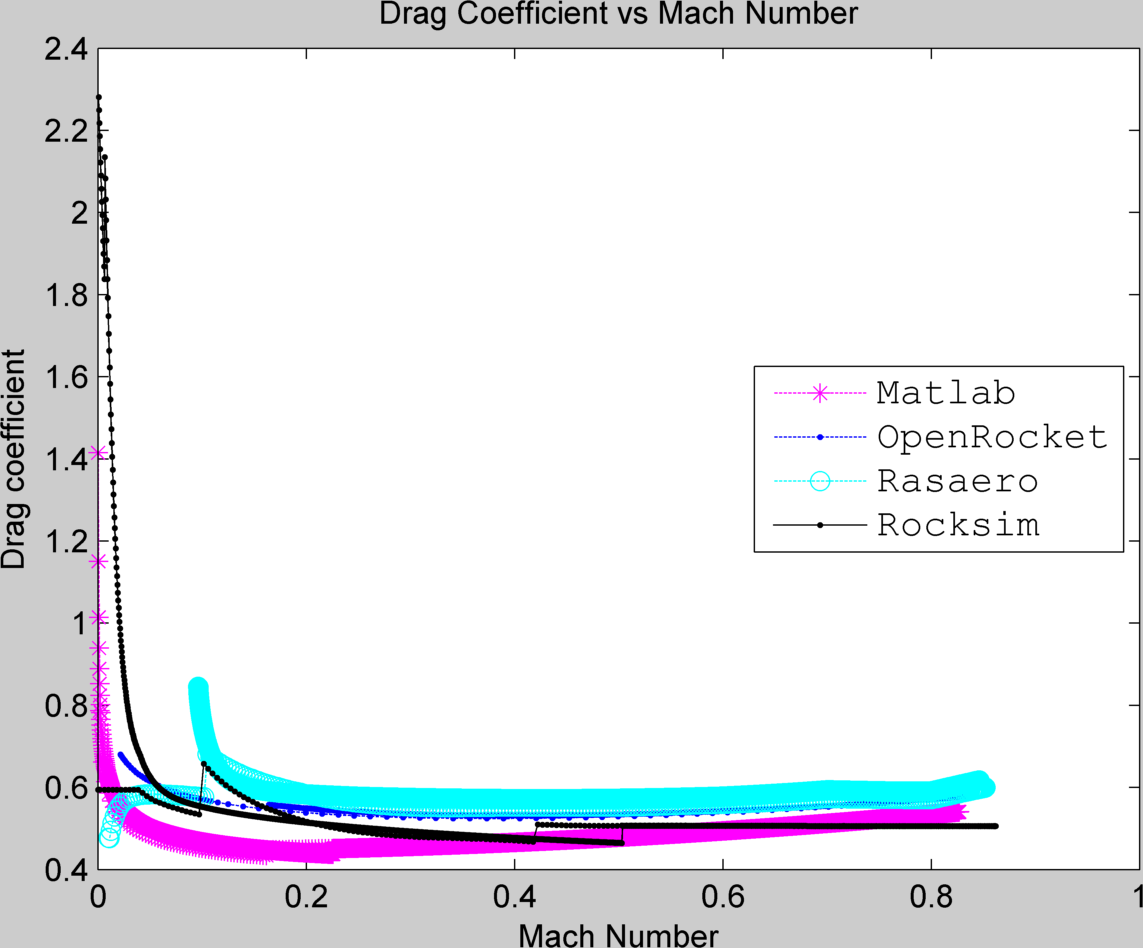 Drag Coefficient vs Mach Number
2.4
2.2
2
1.8
1.6
1.4
1.2
1
0.8
0.6
0.4
Drag coefficient
Matlab
OpenRocket
Rasaero
Rocksim
0 0.2 0.4 0.6 0.8 1
Mach Number